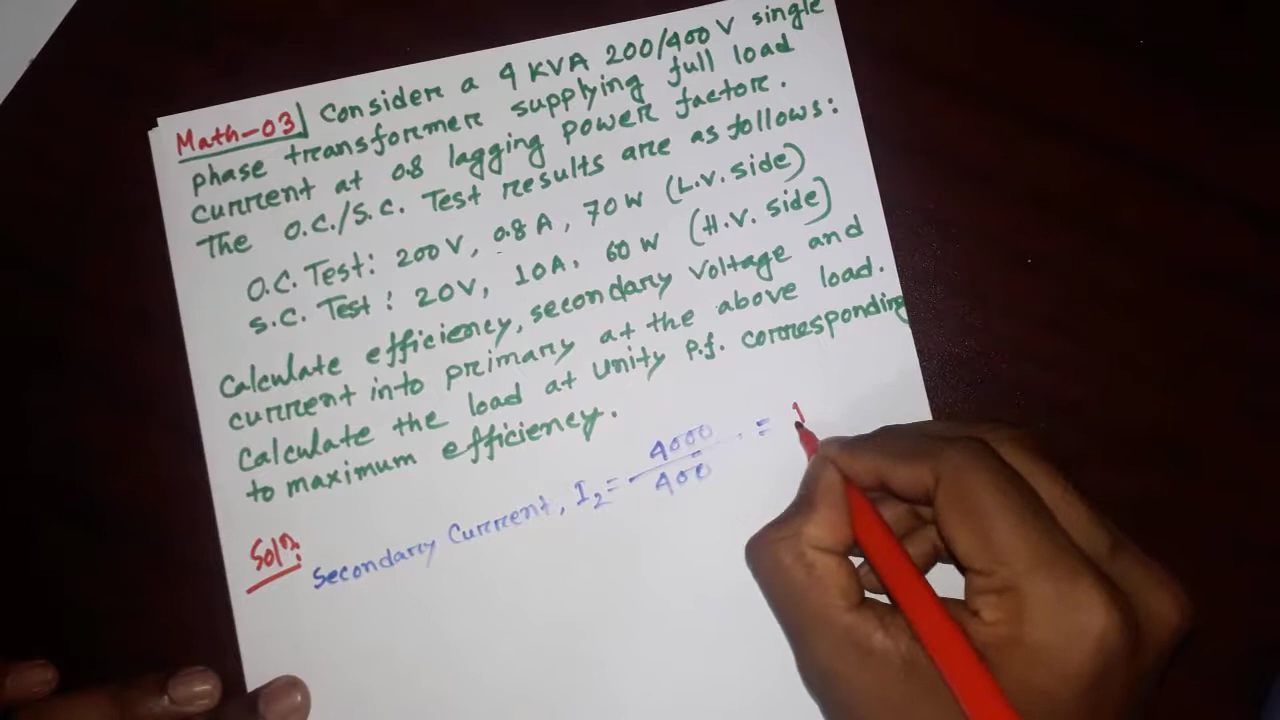 Math-03 Consider a 4 KVA 200/400 V single
phase transformer supplying full load
current at 0.8 lagging power factor.
The O.C./S.C. Test results are as follows:
O.C. Test: 200 V, 0.8 A, 70 W (L.V. side)
S.C. Test: 20 V, 10 A, 60 W (H.V. side)
Calculate efficiency, secondary voltage and
current into primary at the above load.
Calculate the load at unity P.f. corresponding
to maximum efficiency.
Solⁿ:
Secondary Current, I₂ = 4000/400 = 1